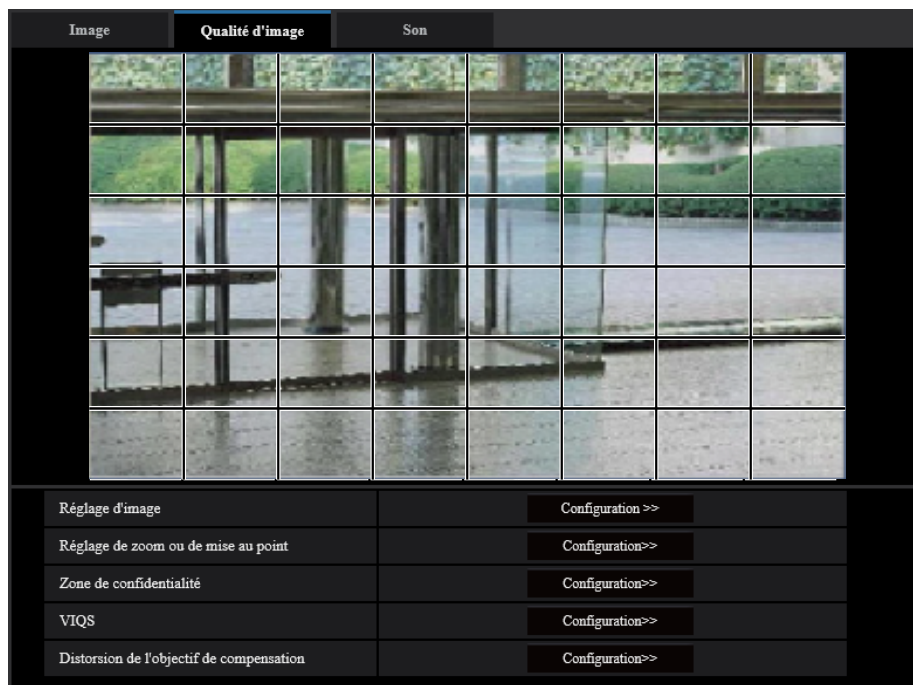 Image Qualité d'image Son
Réglage d'image Configuration >>
Réglage de zoom ou de mise au point Configuration>>
Zone de confidentialité Configuration>>
VIQS Configuration>>
Distorsion de l'objectif de compensation Configuration>>